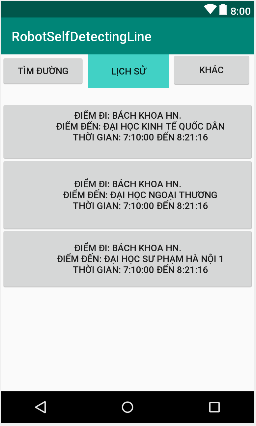 8:00
RobotSelfDetectingLine
TÌM ĐƯỜNG
LỊCH SỬ
KHÁC
ĐIỂM ĐI: BÁCH KHOA HN.
ĐIỂM ĐẾN: ĐẠI HỌC KINH TẾ QUỐC DÂN
THỜI GIAN: 7:10:00 ĐẾN 8:21:16
ĐIỂM ĐI: BÁCH KHOA HN.
ĐIỂM ĐẾN: ĐẠI HỌC NGOẠI THƯƠNG
THỜI GIAN: 7:10:00 ĐẾN 8:21:16
ĐIỂM ĐI: BÁCH KHOA HN.
ĐIỂM ĐẾN: ĐẠI HỌC SƯ PHẠM HÀ NỘI 1
THỜI GIAN: 7:10:00 ĐẾN 8:21:16